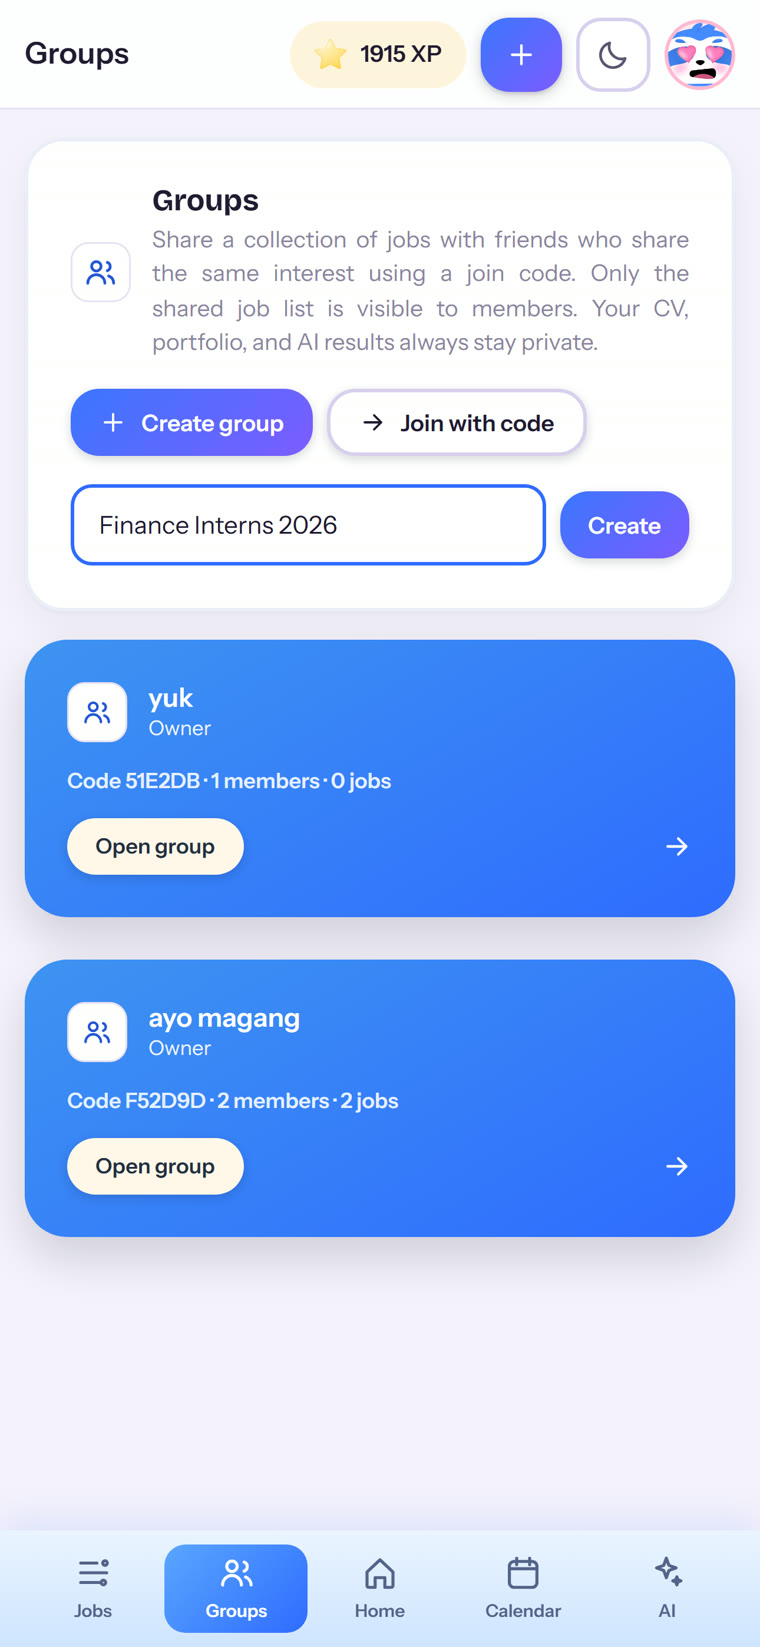 Groups
1915 XP
Groups
Share a collection of jobs with friends who share
the same interest using a join code. Only the
shared job list is visible to members. Your CV,
portfolio, and AI results always stay private.
Create group
Join with code
Finance Interns 2026
Create
yuk
Owner
Code 51E2DB · 1 members · 0 jobs
Open group
ayo magang
Owner
Code F52D9D · 2 members · 2 jobs
Open group
Jobs
Groups
Home
Calendar
AI